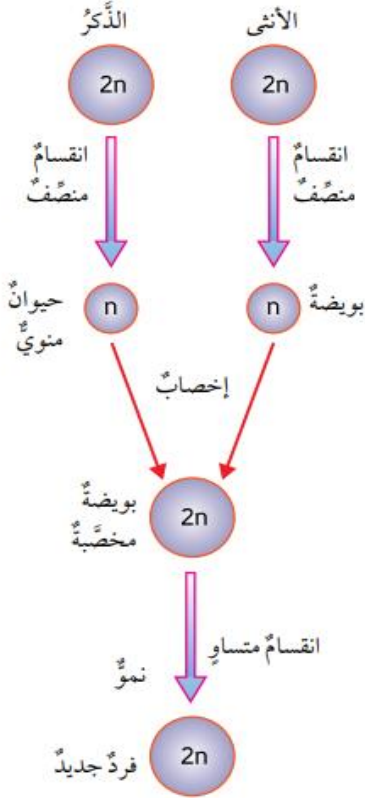 الأنثى
الذَّكرُ
2n
2n
انقسامٌ
منصِّفٌ
انقسامٌ
منصِّفٌ
بويضةٌ
n
n
حيوانٌ
منويٌّ
إخصابٌ
2n
بويضةٌ
مخصَّبةٌ
انقسامٌ متساوٍ
نموٌّ
2n
فردٌ جديدٌ